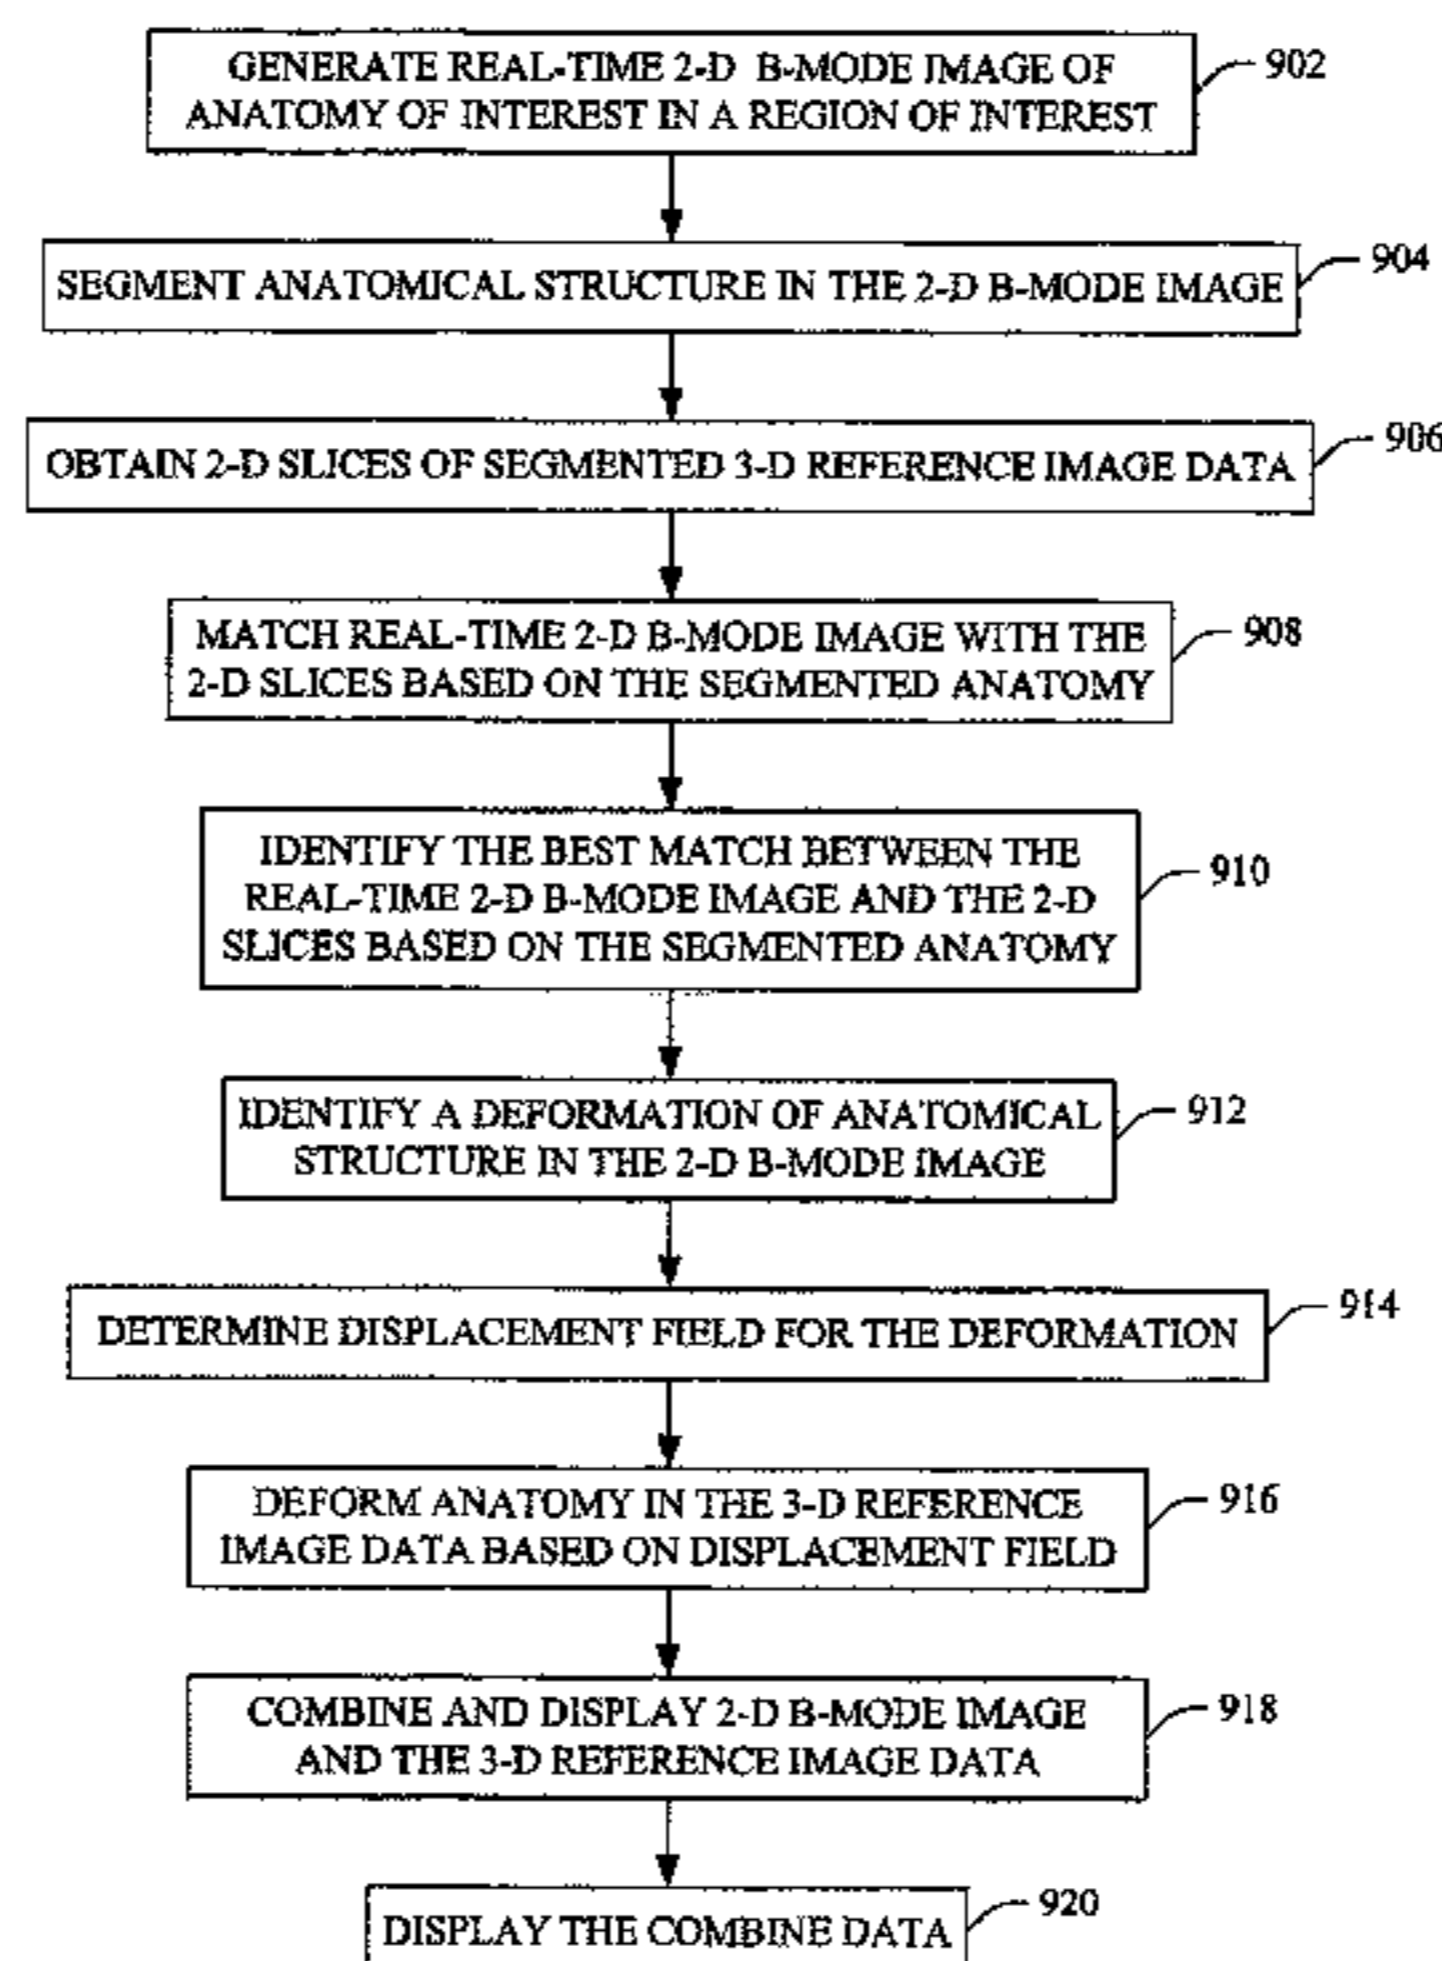 GENERATE REAL-TIME 2-D B-MODE IMAGE OF
ANATOMY OF INTEREST IN A REGION OF INTEREST
902
SEGMENT ANATOMICAL STRUCTURE IN THE 2-D B-MODE IMAGE
904
OBTAIN 2-D SLICES OF SEGMENTED 3-D REFERENCE IMAGE DATA
906
MATCH REAL-TIME 2-D B-MODE IMAGE WITH THE
2-D SLICES BASED ON THE SEGMENTED ANATOMY
908
IDENTIFY THE BEST MATCH BETWEEN THE
REAL-TIME 2-D B-MODE IMAGE AND THE 2-D
SLICES BASED ON THE SEGMENTED ANATOMY
910
IDENTIFY A DEFORMATION OF ANATOMICAL
STRUCTURE IN THE 2-D B-MODE IMAGE
912
DETERMINE DISPLACEMENT FIELD FOR THE DEFORMATION
914
DEFORM ANATOMY IN THE 3-D REFERENCE
IMAGE DATA BASED ON DISPLACEMENT FIELD
916
COMBINE AND DISPLAY 2-D B-MODE IMAGE
AND THE 3-D REFERENCE IMAGE DATA
918
DISPLAY THE COMBINE DATA
920